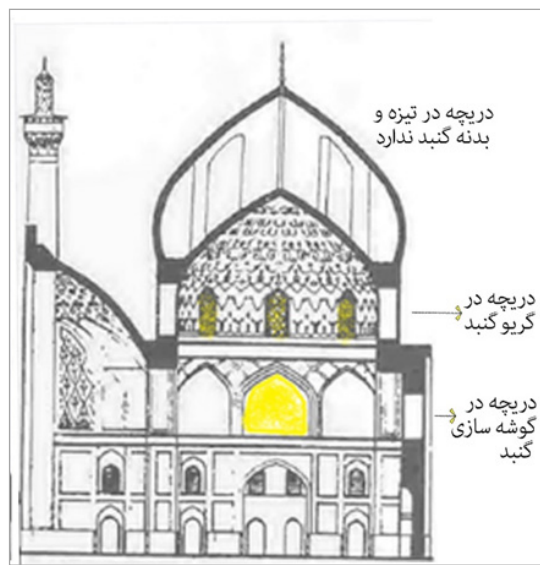 دریچه در تیزه و
بدنه گنبد ندارد
دریچه در
گریو گنبد
دریچه در
گوشه سازی
گنبد